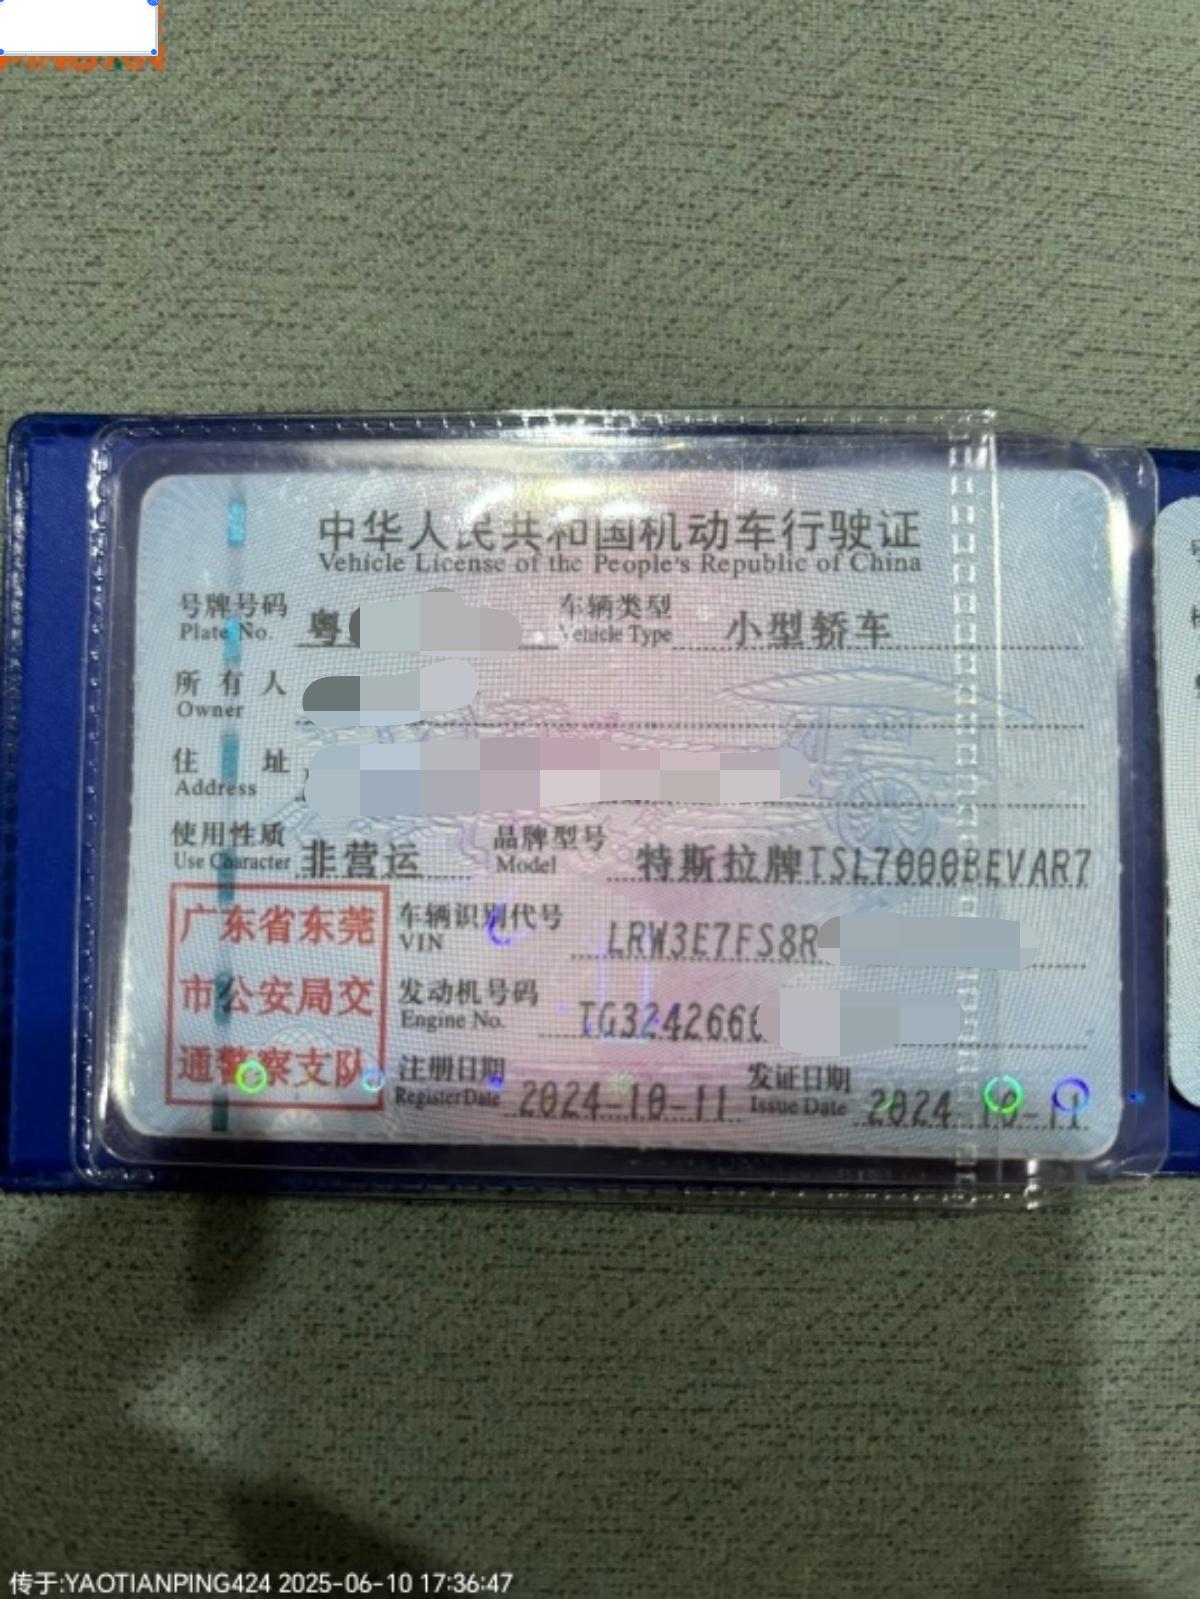 中华人民共和国机动车行驶证
Vehicle License of the People's Republic of China
号牌号码 粤 车辆类型 小型轿车
Plate No. Vehicle Type
所有人
Owner
住址
Address
使用性质 非营运 品牌型号 特斯拉牌TSL7000BEVAR7
Use Character Model
广东省东莞
市公安局交
通警察支队
车辆识别代号 LRW3E7FS8R
VIN
发动机号码 TG324266
Engine No.
注册日期 2024-10-11 发证日期 2024-10-11
Register Date Issue Date
传于:YAOTIANPING424 2025-06-10 17:36:47